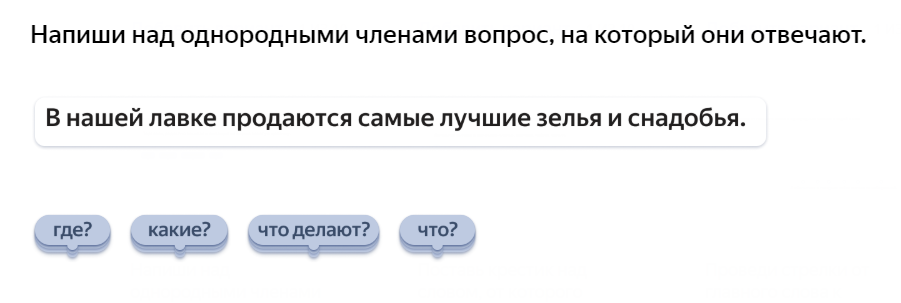 Напиши над однородными членами вопрос, на который они отвечают.
В нашей лавке продаются самые лучшие зелья и снадобья.
где? какие? что делают? что?